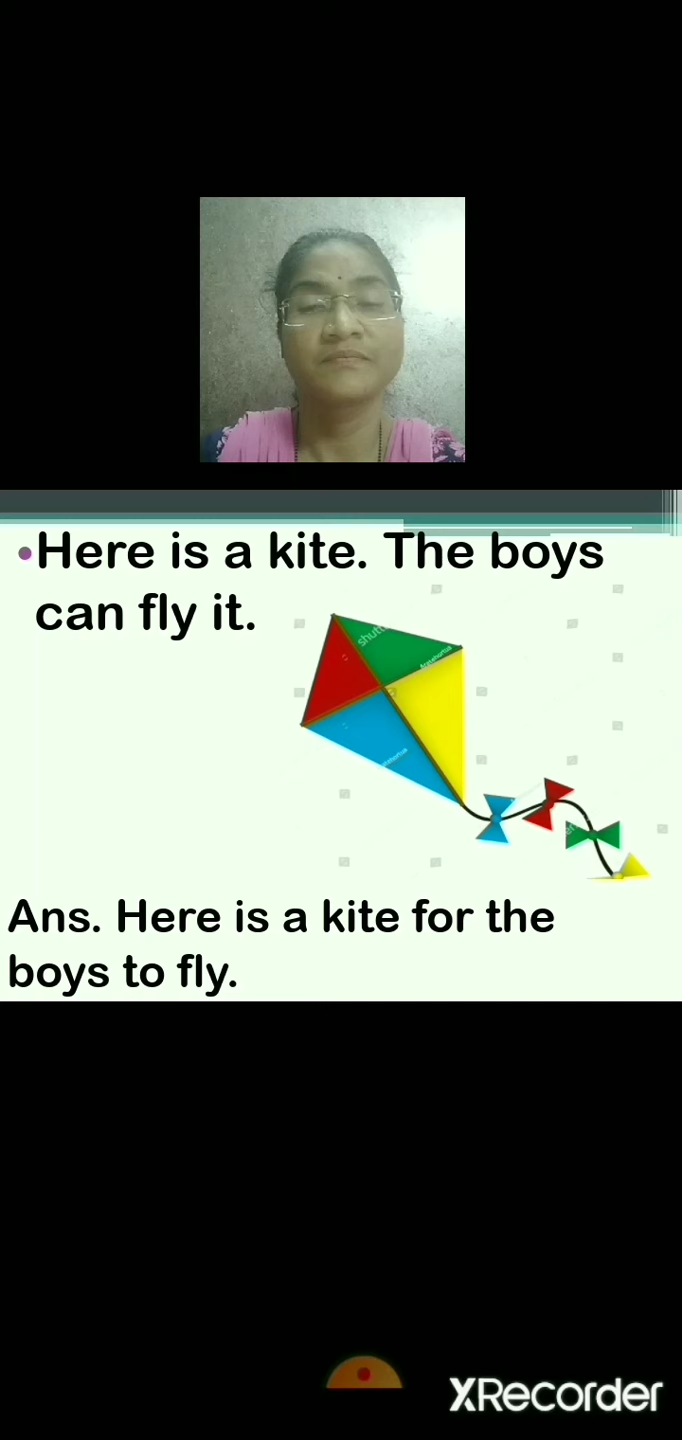 •Here is a kite. The boys
can fly it.
Ans. Here is a kite for the
boys to fly.
XRecorder